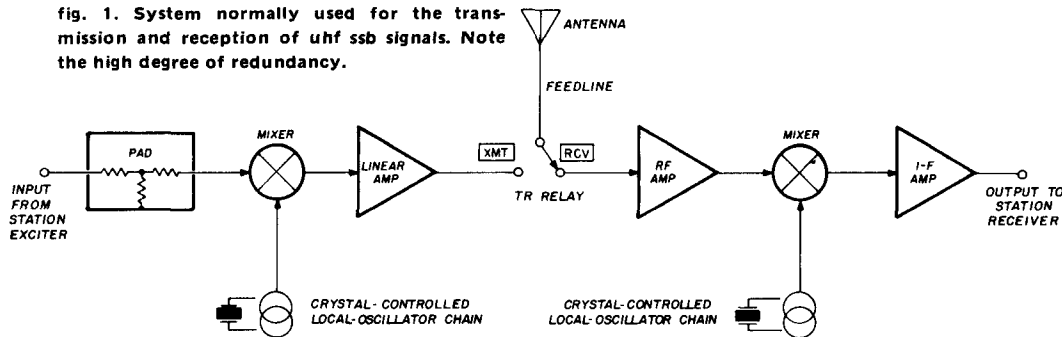 fig. 1. System normally used for the trans-
mission and reception of uhf ssb signals. Note
the high degree of redundancy.
ANTENNA
FEEDLINE
PAD
MIXER
LINEAR
AMP
XMT
RCV
TR RELAY
RF
AMP
MIXER
I-F
AMP
INPUT
FROM
STATION
EXCITER
OUTPUT TO
STATION
RECEIVER
CRYSTAL-CONTROLLED
LOCAL-OSCILLATOR CHAIN
CRYSTAL-CONTROLLED
LOCAL-OSCILLATOR CHAIN